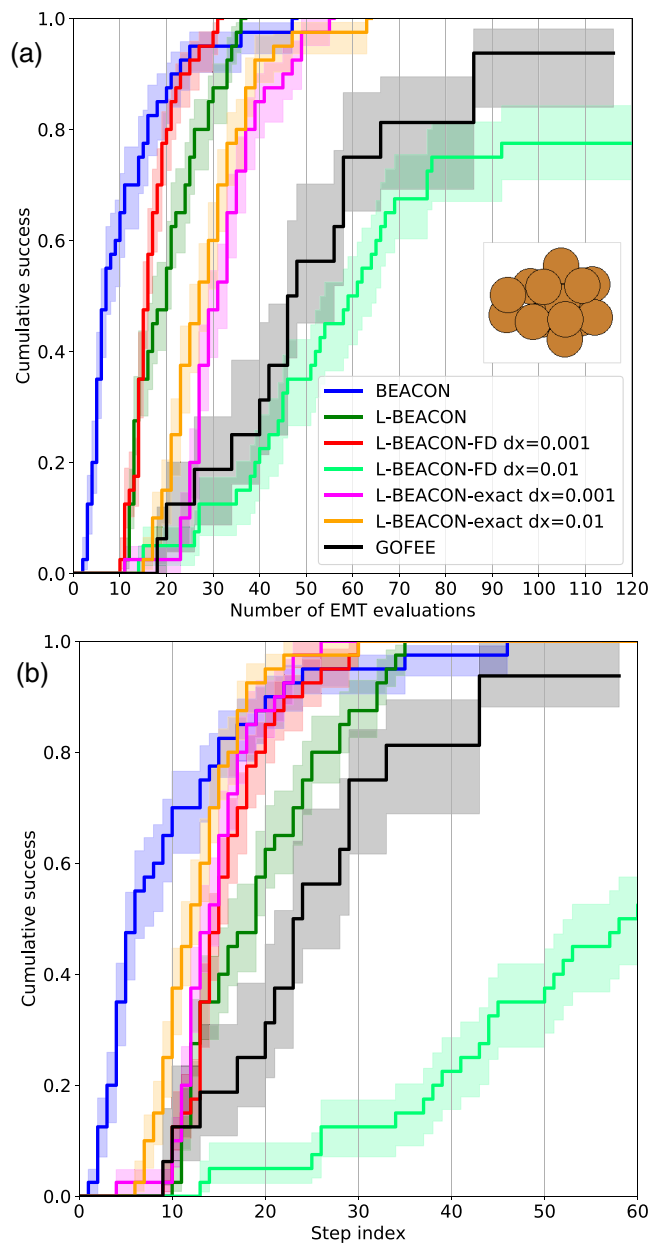 (a)
1.0
0.8
0.6
0.4
0.2
0.0
Cumulative success
BEACON
L-BEACON
L-BEACON-FD dx=0.001
L-BEACON-FD dx=0.01
L-BEACON-exact dx=0.001
L-BEACON-exact dx=0.01
GOFEE
0 10 20 30 40 50 60 70 80 90 100 110 120
Number of EMT evaluations
(b)
1.0
0.8
0.6
0.4
0.2
0.0
Cumulative success
0 10 20 30 40 50 60
Step index